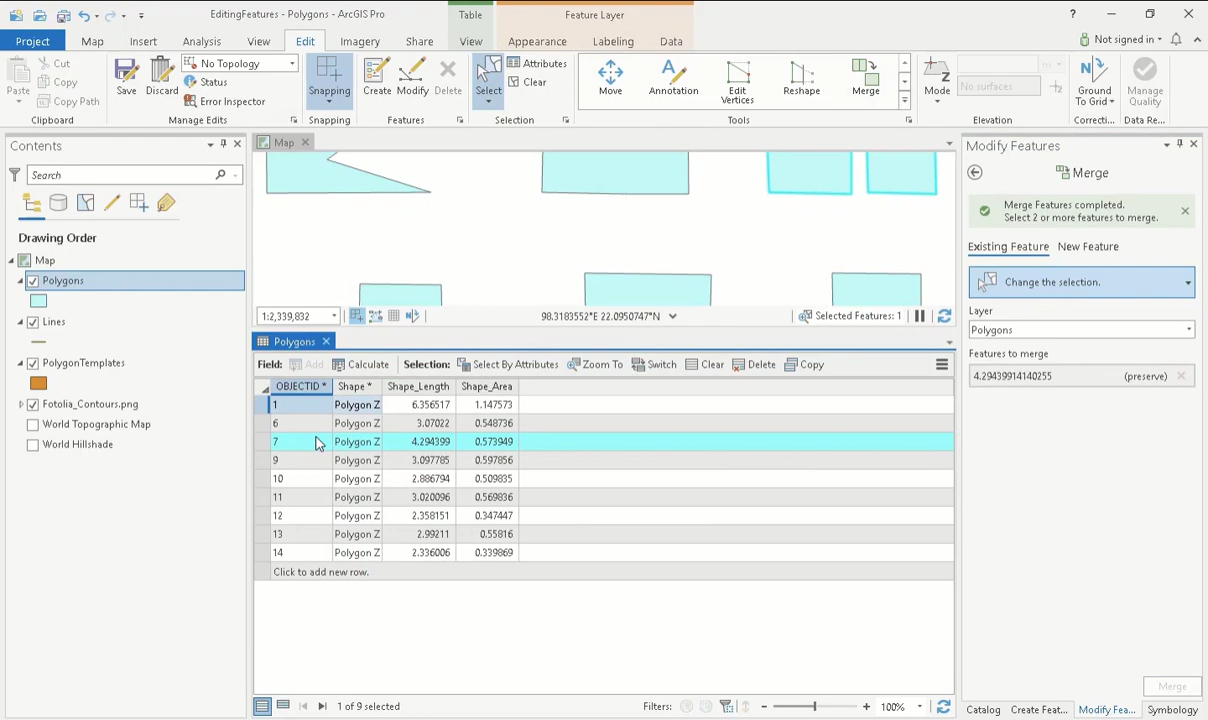 EditingFeatures - Polygons - ArcGIS Pro
Table
Feature Layer
?
Project
Map
Insert
Analysis
View
Edit
Imagery
Share
View
Appearance
Labeling
Data
Not signed in
Paste
Cut
Copy
Copy Path
Clipboard
Save
Discard
No Topology
Status
Error Inspector
Manage Edits
Snapping
Snapping
Create
Modify
Delete
Features
Select
Attributes
Clear
Selection
Move
Annotation
Edit
Vertices
Reshape
Merge
Tools
Mode
No surfaces
m
Elevation
Ground
To Grid
Correcti...
Manage
Quality
Data Re...
Contents
Search
Drawing Order
Map
Polygons
Lines
PolygonTemplates
Fotolia_Contours.png
World Topographic Map
World Hillshade
Map
1:2,339,832
98.3183552°E 22.0950747°N
Selected Features: 1
Polygons
Field: Add Calculate Selection: Select By Attributes Zoom To Switch Clear Delete Copy
OBJECTID * Shape * Shape_Length Shape_Area
1 Polygon Z 6.356517 1.147573
6 Polygon Z 3.07022 0.548736
7 Polygon Z 4.294399 0.573949
9 Polygon Z 3.097785 0.597856
10 Polygon Z 2.886794 0.509835
11 Polygon Z 3.020096 0.569836
12 Polygon Z 2.358151 0.347447
13 Polygon Z 2.99211 0.55816
14 Polygon Z 2.336006 0.339869
Click to add new row.
1 of 9 selected
Filters:
100%
Modify Features
Merge
Merge Features completed.
Select 2 or more features to merge.
Existing Feature New Feature
Change the selection.
Layer
Polygons
Features to merge
4.29439914140255 (preserve)
Merge
Catalog Create Feat... Modify Fea... Symbology